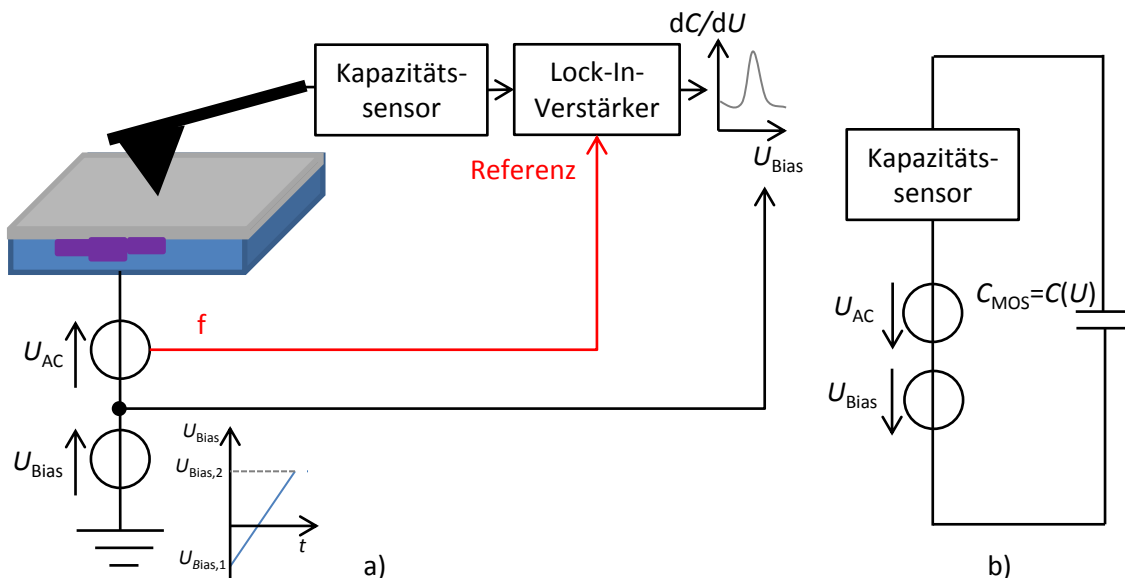 dC/dU
Kapazitäts-
sensor
Lock-In-
Verstärker
U_Bias
Referenz
f
U_AC
U_Bias
U_Bias
U_Bias,2
U_Bias,1
t
a)
Kapazitäts-
sensor
U_AC
C_MOS=C(U)
U_Bias
b)